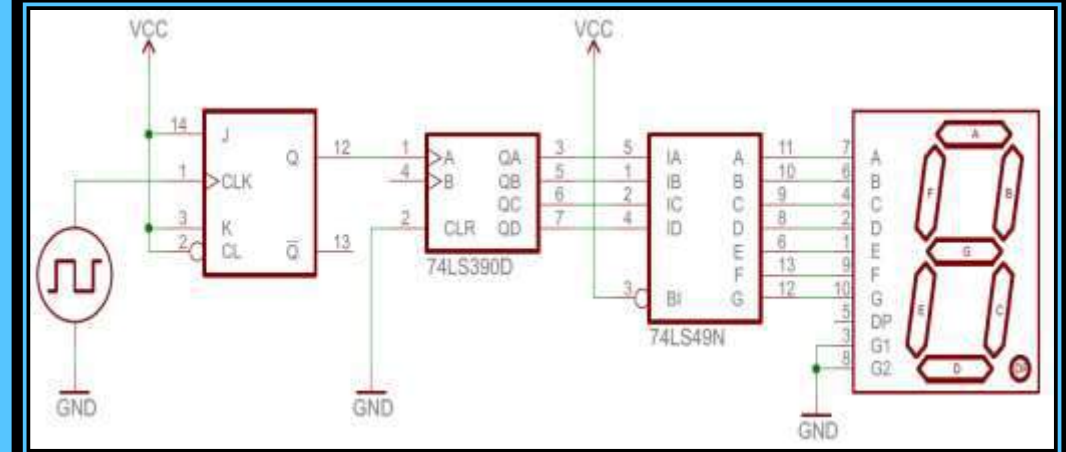 VCC
VCC
14 J Q 12
1 CLK
3 K
2 CL Q 13
GND
1 A QA 3
4 B QB 5
QC 6
2 CLR QD 7
74LS390D
GND
5 IA A 11
1 IB B 10
2 IC C 9
4 ID D 8
E 6
F 13
3 BI G 12
74LS49N
7 A
6 B
4 C
2 D
1 E
9 F
10 G
5 DP
3 G1
8 G2
A
F B
G
E C
D
GND